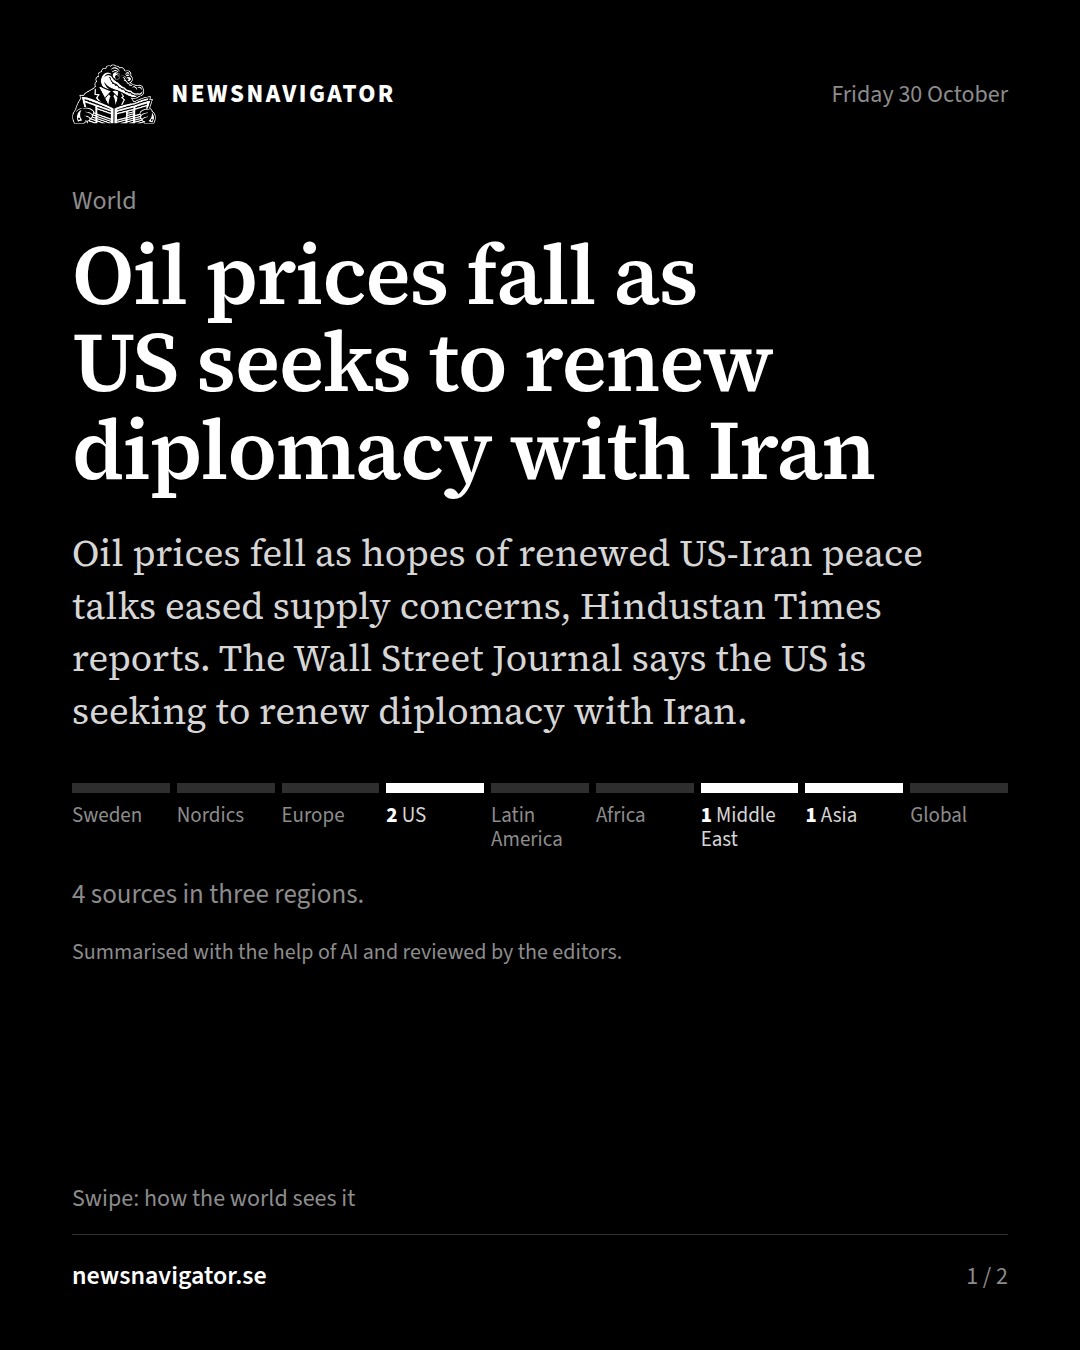 NEWSNAVIGATOR
Friday 30 October
World
Oil prices fall as
US seeks to renew
diplomacy with Iran
Oil prices fell as hopes of renewed US-Iran peace
talks eased supply concerns, Hindustan Times
reports. The Wall Street Journal says the US is
seeking to renew diplomacy with Iran.
Sweden
Nordics
Europe
2 US
Latin
America
Africa
1 Middle
East
1 Asia
Global
4 sources in three regions.
Summarised with the help of AI and reviewed by the editors.
Swipe: how the world sees it
newsnavigator.se
1 / 2